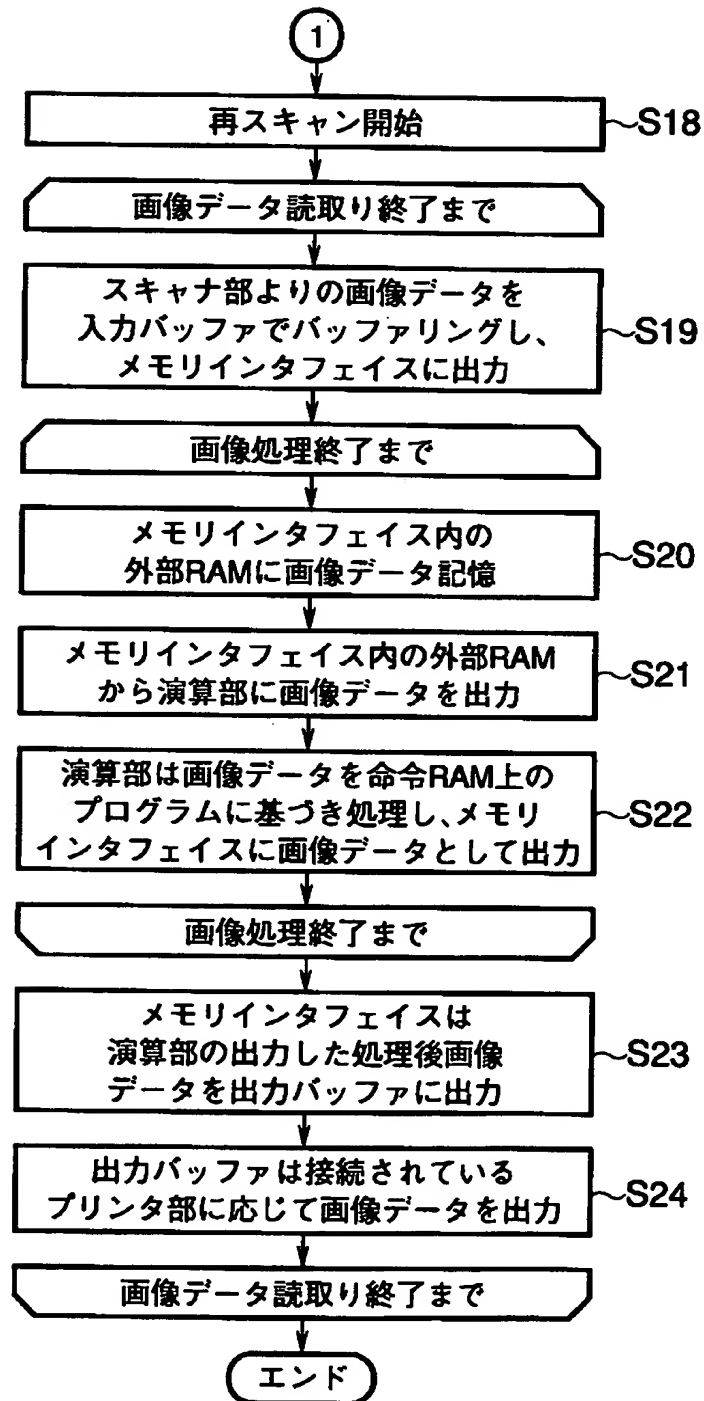 1
再スキャン開始
S18
画像データ読取り終了まで
スキャナ部よりの画像データを
入力バッファでバッファリングし、
メモリインタフェイスに出力
S19
画像処理終了まで
メモリインタフェイス内の
外部RAMに画像データ記憶
S20
メモリインタフェイス内の外部RAM
から演算部に画像データを出力
S21
演算部は画像データを命令RAM上の
プログラムに基づき処理し、メモリ
インタフェイスに画像データとして出力
S22
画像処理終了まで
メモリインタフェイスは
演算部の出力した処理後画像
データを出力バッファに出力
S23
出力バッファは接続されている
プリンタ部に応じて画像データを出力
S24
画像データ読取り終了まで
エンド